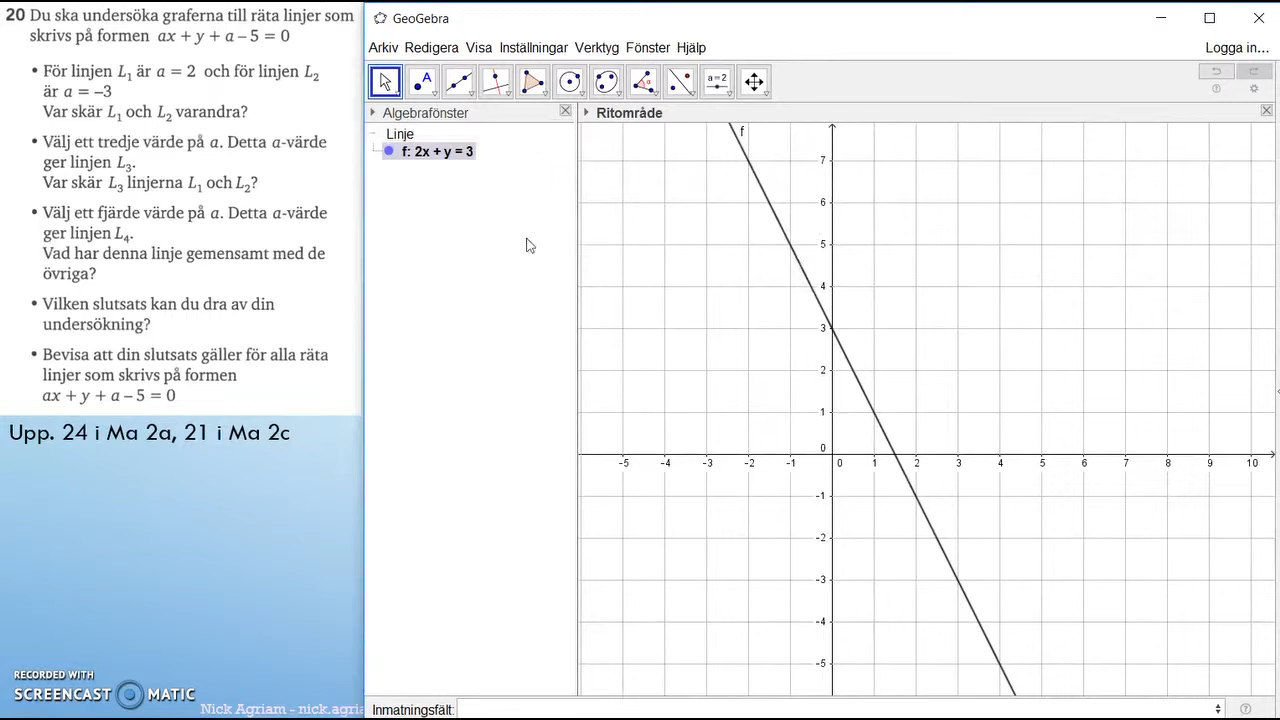 20 Du ska undersöka graferna till räta linjer som
skrivs på formen ax + y + a – 5 = 0
• För linjen L₁ är a = 2 och för linjen L₂
är a = –3
Var skär L₁ och L₂ varandra?
• Välj ett tredje värde på a. Detta a-värde
ger linjen L₃.
Var skär L₃ linjerna L₁ och L₂?
• Välj ett fjärde värde på a. Detta a-värde
ger linjen L₄.
Vad har denna linje gemensamt med de
övriga?
• Vilken slutsats kan du dra av din
undersökning?
• Bevisa att din slutsats gäller för alla räta
linjer som skrivs på formen
ax + y + a – 5 = 0
Upp. 24 i Ma 2a, 21 i Ma 2c
RECORDED WITH
SCREENCAST MATIC
Nick Agriam - nick.agria
GeoGebra
Arkiv Redigera Visa Inställningar Verktyg Fönster Hjälp
Logga in...
A
α
a = 2
Algebrafönster
Linje
f: 2x + y = 3
Ritområde
f
7
6
5
4
3
2
1
0
-1
-2
-3
-4
-5
-5 -4 -3 -2 -1 0 1 2 3 4 5 6 7 8 9 10
Inmatningsfält: